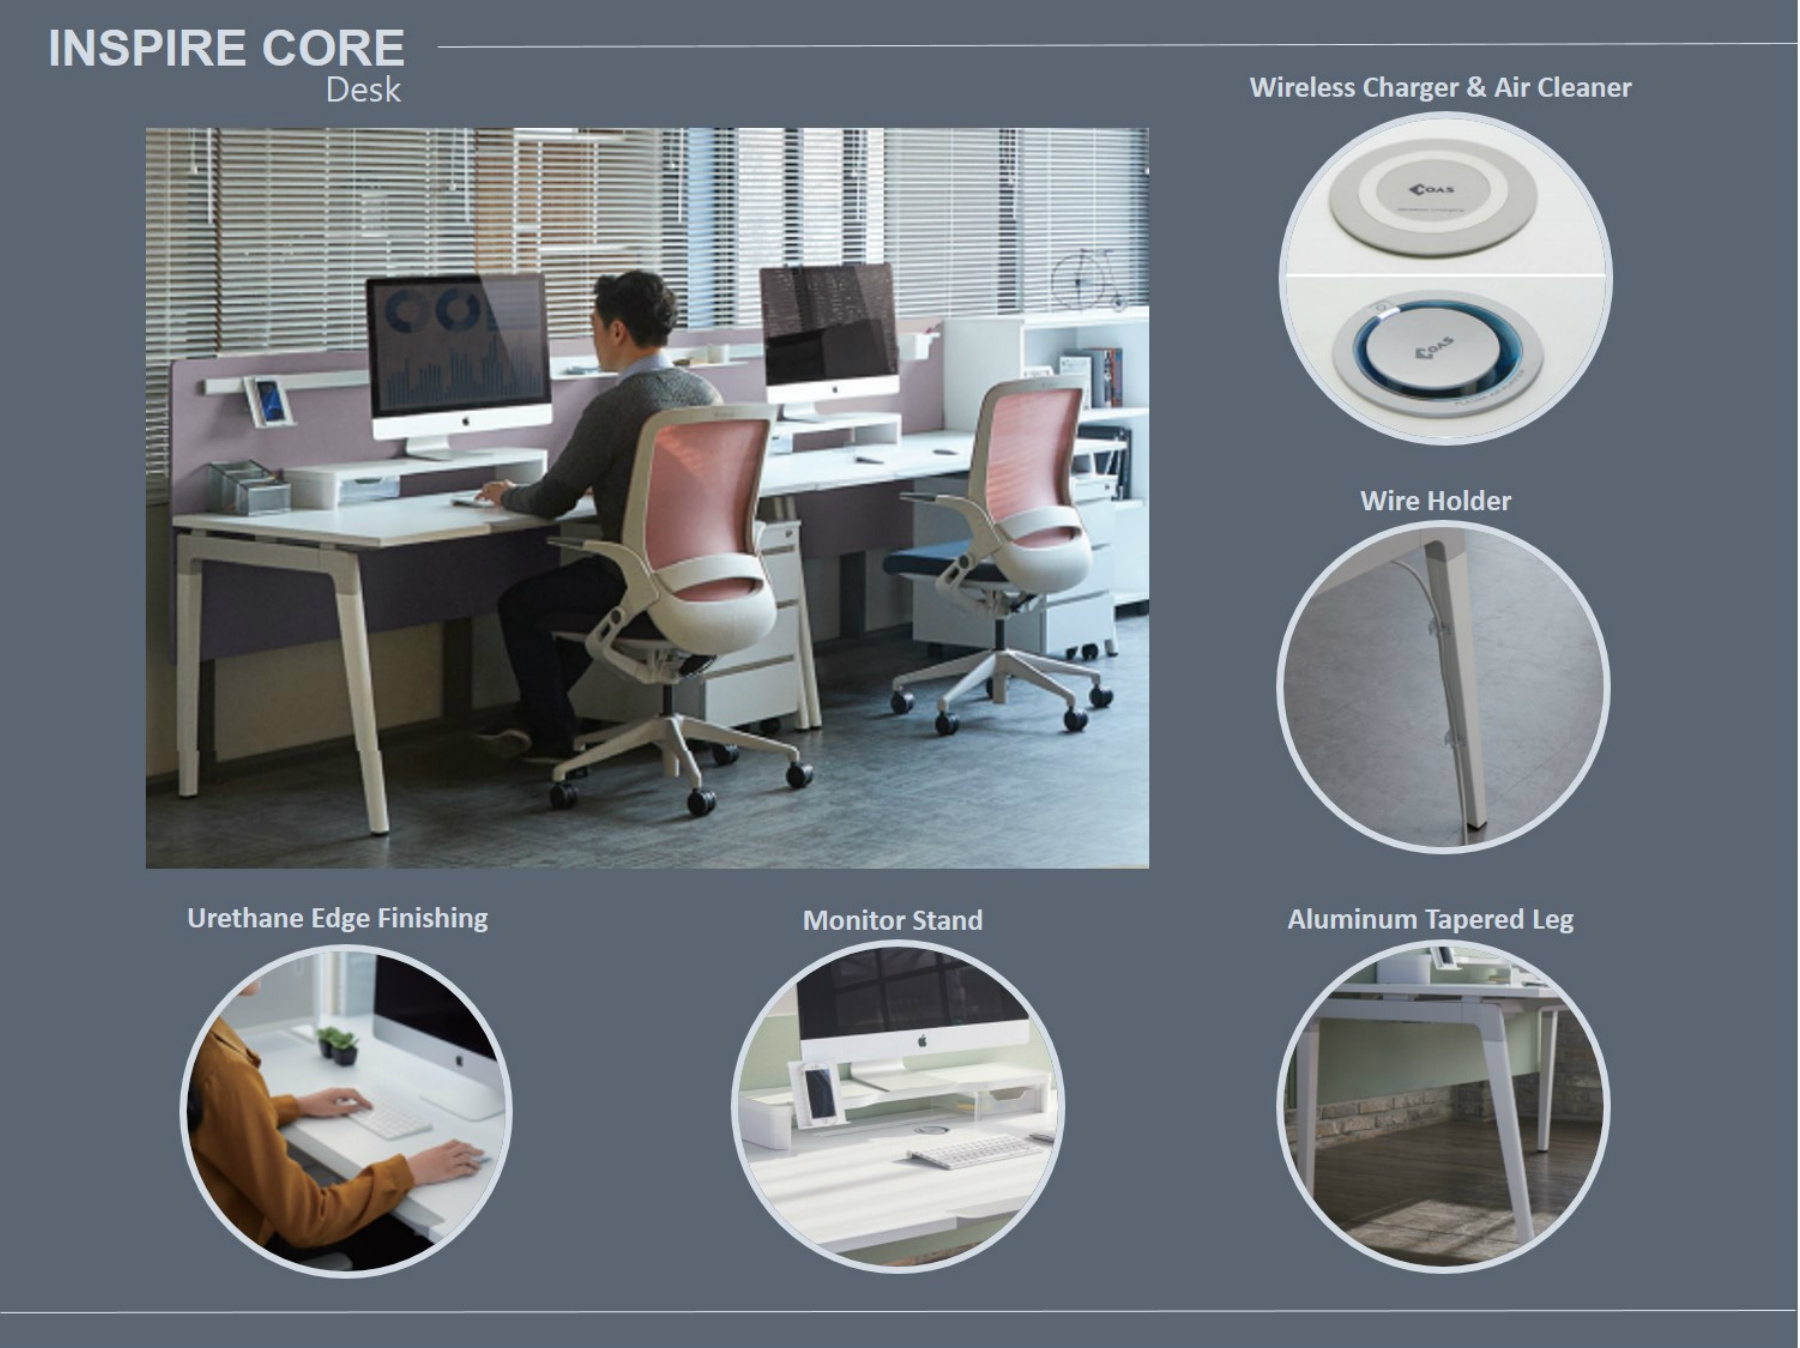 INSPIRE CORE
Desk
Wireless Charger & Air Cleaner
COAS
COAS
Wire Holder
Urethane Edge Finishing
Monitor Stand
Aluminum Tapered Leg